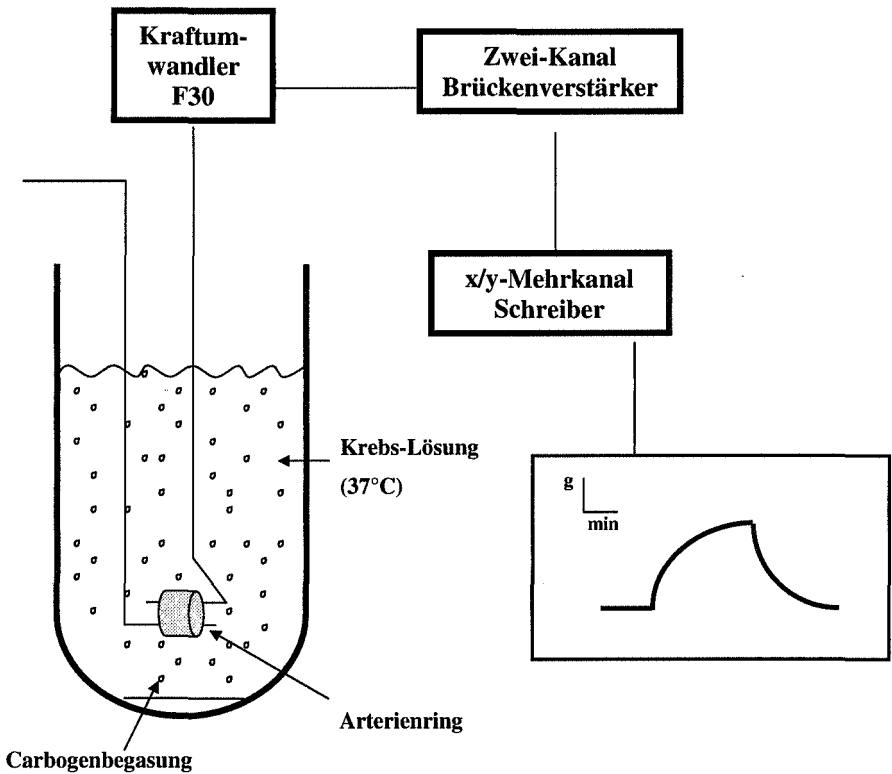 Kraftum-
wandler
F30
Zwei-Kanal
Brückenverstärker
x/y-Mehrkanal
Schreiber
Krebs-Lösung
(37°C)
g
min
Arterienring
Carbogenbegasung